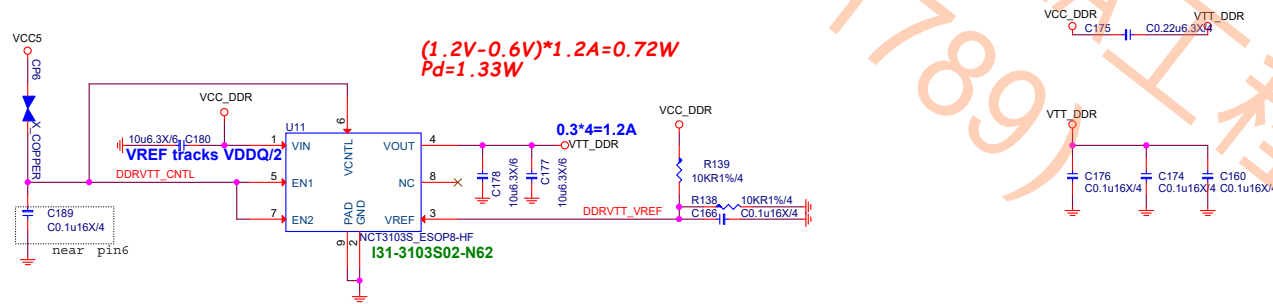 VCC5
CP6
X_COPPER
(1.2V-0.6V)*1.2A=0.72W
Pd=1.33W
VCC_DDR
10u6.3X/6
C180
VREF tracks VDDQ/2
DDRVTT_CNTL
C189
C0.1u16X/4
near pin6
U11
6
1
VIN
5
EN1
7
EN2
VCNTL
VOUT
4
NC
8
VREF
3
PAD
GND
9
2
NCT3103S_ESOP8-HF
I31-3103S02-N62
0.3*4=1.2A
VTT_DDR
C178
10u6.3X/6
C177
10u6.3X/6
DDRVTT_VREF
VCC_DDR
R139
10KR1%/4
R138
10KR1%/4
C166
C0.1u16X/4
VCC_DDR
C175
C0.22u6.3X/4
VTT_DDR
VTT_DDR
C176
C0.1u16X/4
C174
C0.1u16X/4
C160
C0.1u16X/4
A工程
789)